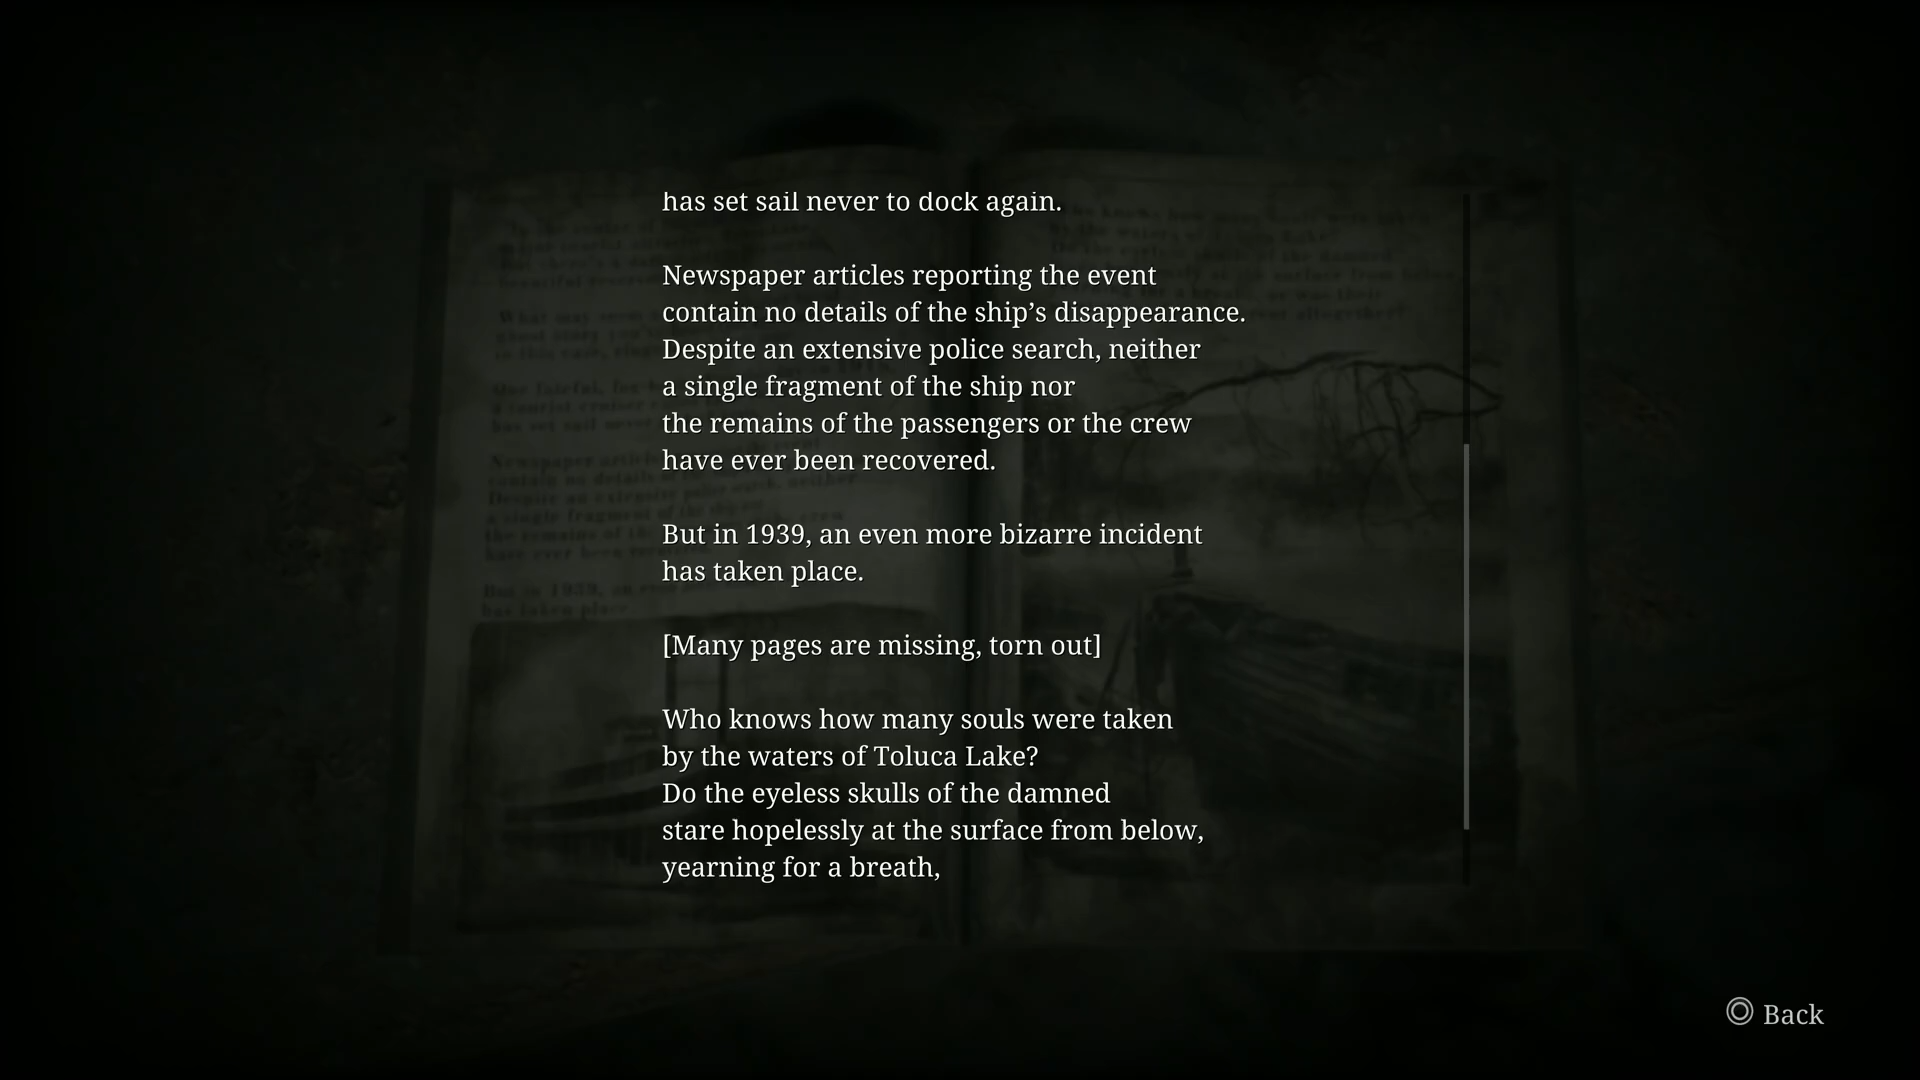 has set sail never to dock again.
Newspaper articles reporting the event
contain no details of the ship’s disappearance.
Despite an extensive police search, neither
a single fragment of the ship nor
the remains of the passengers or the crew
have ever been recovered.
But in 1939, an even more bizarre incident
has taken place.
[Many pages are missing, torn out]
Who knows how many souls were taken
by the waters of Toluca Lake?
Do the eyeless skulls of the damned
stare hopelessly at the surface from below,
yearning for a breath,
Back